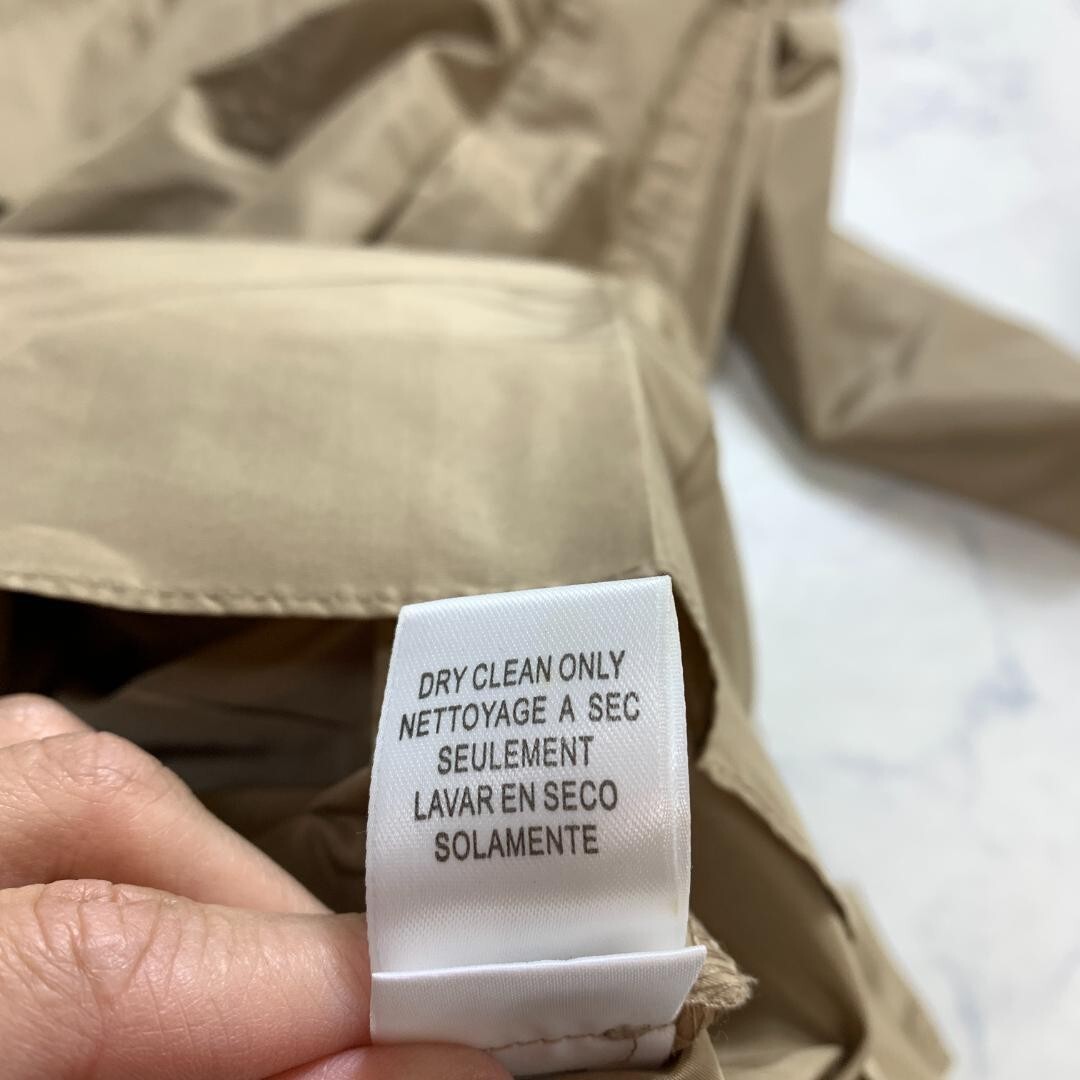 DRY CLEAN ONLY
NETTOYAGE A SEC
SEULEMENT
LAVAR EN SECO
SOLAMENTE